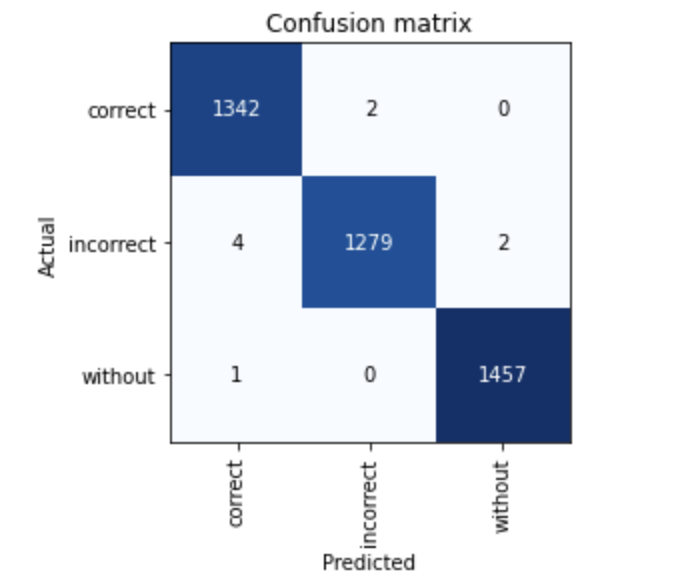 Confusion matrix
correct 1342 2 0
Actual
incorrect 4 1279 2
without 1 0 1457
correct incorrect without
Predicted